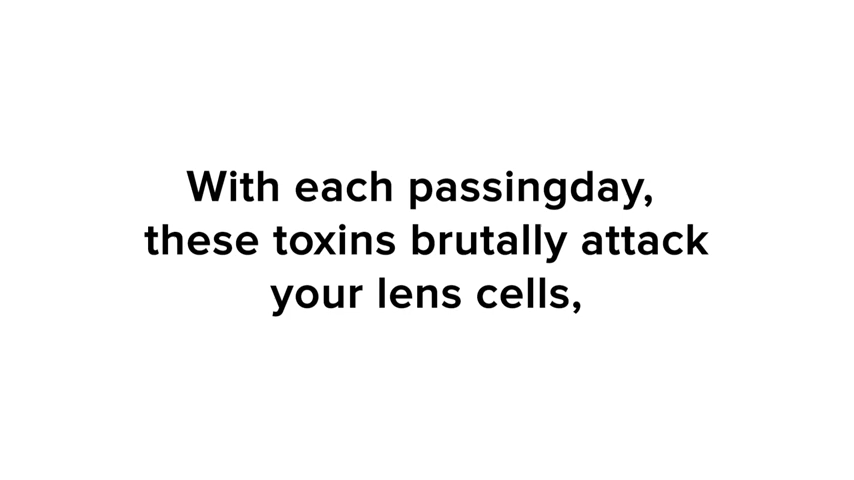 With each passingday,
these toxins brutally attack
your lens cells,